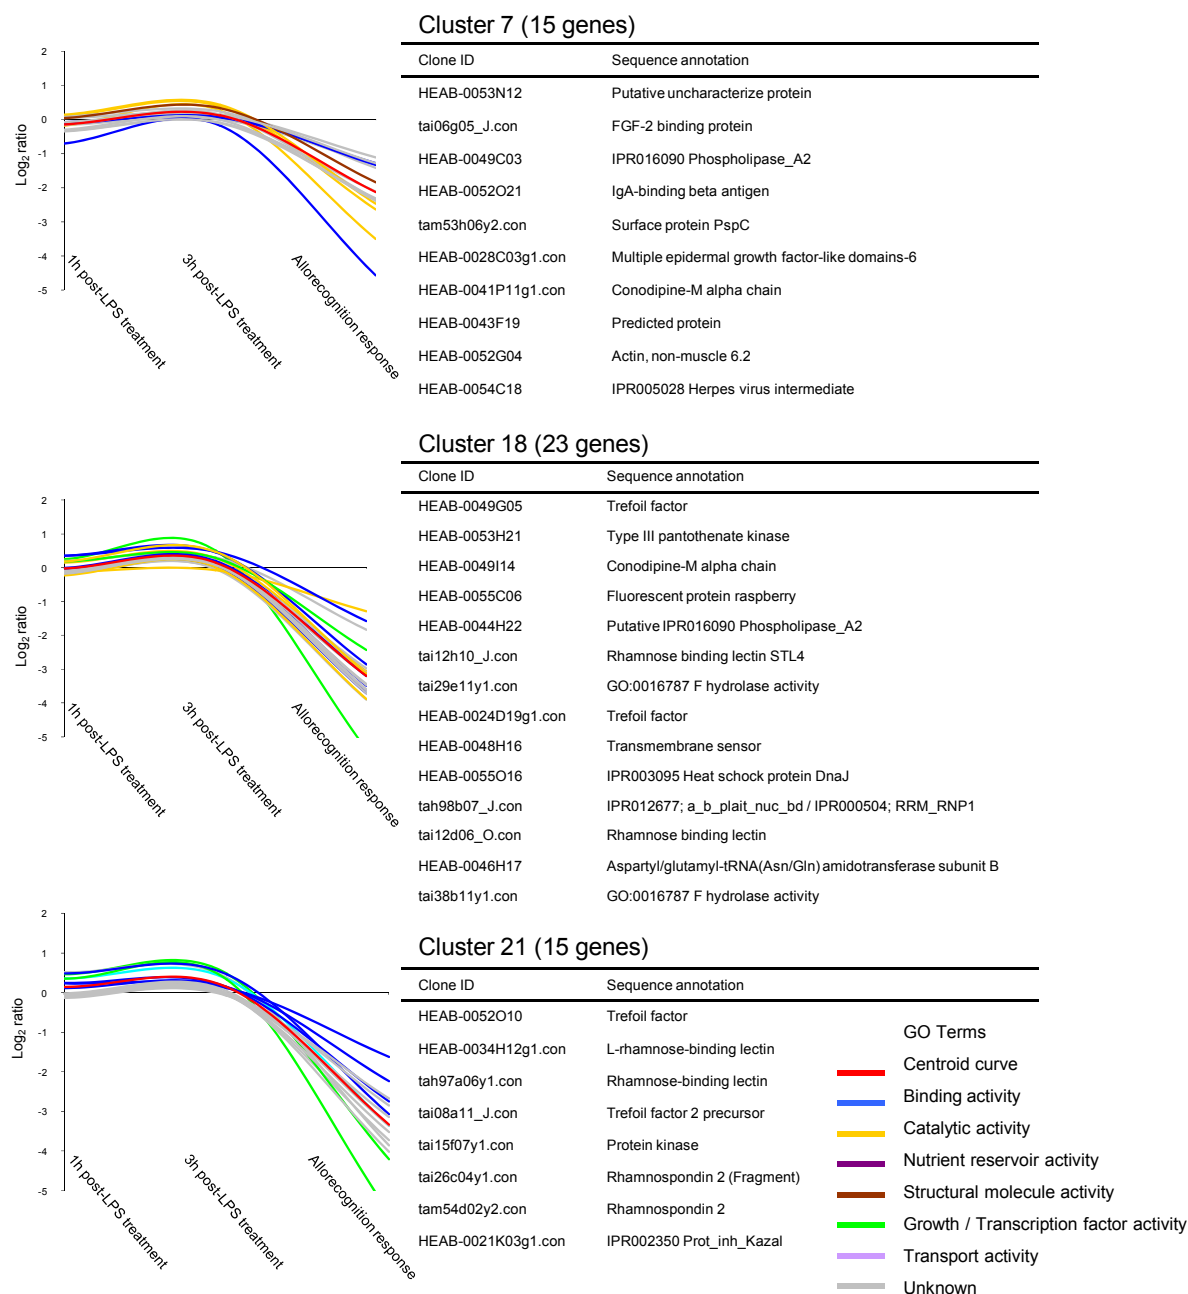 Cluster 7 (15 genes)
Clone ID Sequence annotation
HEAB-0053N12 Putative uncharacterize protein
tai06g05_J.con FGF-2 binding protein
HEAB-0049C03 IPR016090 Phospholipase_A2
HEAB-0052O21 IgA-binding beta antigen
tam53h06y2.con Surface protein PspC
HEAB-0028C03g1.con Multiple epidermal growth factor-like domains-6
HEAB-0041P11g1.con Conodipine-M alpha chain
HEAB-0043F19 Predicted protein
HEAB-0052G04 Actin, non-muscle 6.2
HEAB-0054C18 IPR005028 Herpes virus intermediate
2
1
0
-1
-2
-3
-4
-5
Log2 ratio
1h post-LPS treatment
3h post-LPS treatment
Allorecognition response
Cluster 18 (23 genes)
Clone ID Sequence annotation
HEAB-0049G05 Trefoil factor
HEAB-0053H21 Type III pantothenate kinase
HEAB-0049I14 Conodipine-M alpha chain
HEAB-0055C06 Fluorescent protein raspberry
HEAB-0044H22 Putative IPR016090 Phospholipase_A2
tai12h10_J.con Rhamnose binding lectin STL4
tai29e11y1.con GO:0016787 F hydrolase activity
HEAB-0024D19g1.con Trefoil factor
HEAB-0048H16 Transmembrane sensor
HEAB-0055O16 IPR003095 Heat schock protein DnaJ
tah98b07_J.con IPR012677; a_b_plait_nuc_bd / IPR000504; RRM_RNP1
tai12d06_O.con Rhamnose binding lectin
HEAB-0046H17 Aspartyl/glutamyl-tRNA(Asn/Gln) amidotransferase subunit B
tai38b11y1.con GO:0016787 F hydrolase activity
2
1
0
-1
-2
-3
-4
-5
Log2 ratio
1h post-LPS treatment
3h post-LPS treatment
Allorecognition response
Cluster 21 (15 genes)
Clone ID Sequence annotation
HEAB-0052O10 Trefoil factor
HEAB-0034H12g1.con L-rhamnose-binding lectin
tah97a06y1.con Rhamnose-binding lectin
tai08a11_J.con Trefoil factor 2 precursor
tai15f07y1.con Protein kinase
tai26c04y1.con Rhamnospondin 2 (Fragment)
tam54d02y2.con Rhamnospondin 2
HEAB-0021K03g1.con IPR002350 Prot_inh_Kazal
2
1
0
-1
-2
-3
-4
-5
Log2 ratio
1h post-LPS treatment
3h post-LPS treatment
Allorecognition response
GO Terms
Centroid curve
Binding activity
Catalytic activity
Nutrient reservoir activity
Structural molecule activity
Growth / Transcription factor activity
Transport activity
Unknown